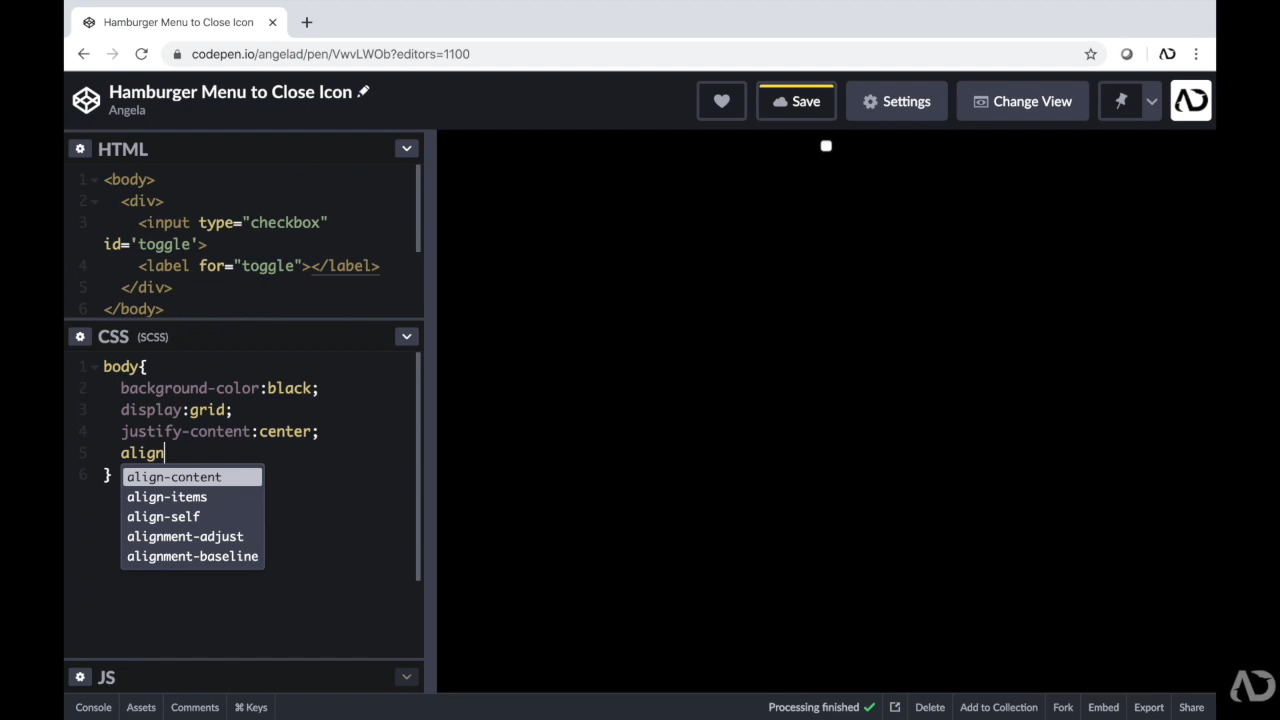 Hamburger Menu to Close Icon
codepen.io/angelad/pen/VwvLWOb?editors=1100
Hamburger Menu to Close Icon
Angela
Save
Settings
Change View
HTML
1 <body>
2 <div>
3 <input type="checkbox"
id='toggle'>
4 <label for="toggle"></label>
5 </div>
6 </body>
CSS (SCSS)
1 body{
2 background-color:black;
3 display:grid;
4 justify-content:center;
5 align
6 }
align-content
align-items
align-self
alignment-adjust
alignment-baseline
JS
Console Assets Comments ⌘ Keys Processing finished Delete Add to Collection Fork Embed Export Share